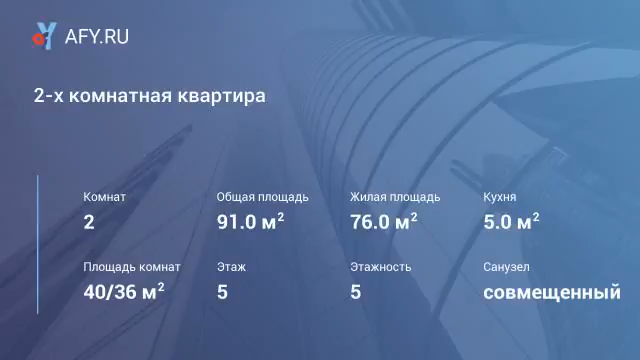 AFY.RU
2-х комнатная квартира
Комнат
2
Общая площадь
91.0 м²
Жилая площадь
76.0 м²
Кухня
5.0 м²
Площадь комнат
40/36 м²
Этаж
5
Этажность
5
Санузел
совмещенный